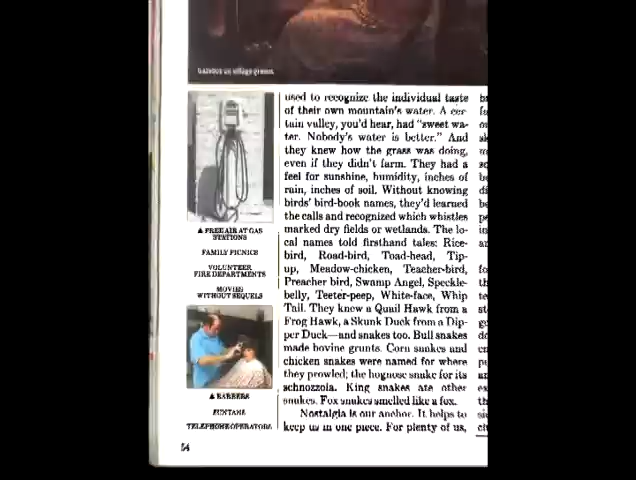 bazooz on village greens.
▲ FREE AIR AT GAS
STATIONS
FAMILY PICNICS
VOLUNTEER
FIRE DEPARTMENTS
MOVIES
WITHOUT SEQUELS
▲ BARBERS
SUNTANS
TELEPHONE OPERATORS
54
used to recognize the individual taste
of their own mountain's water. A cer-
tain valley, you'd hear, had "sweet wa-
ter. Nobody's water is better." And
they knew how the grass was doing,
even if they didn't farm. They had a
feel for sunshine, humidity, inches of
rain, inches of soil. Without knowing
birds' bird-book names, they'd learned
the calls and recognized which whistles
marked dry fields or wetlands. The lo-
cal names told firsthand tales: Rice-
bird, Road-bird, Toad-head, Tip-
up, Meadow-chicken, Teacher-bird,
Preacher bird, Swamp Angel, Speckle-
belly, Teeter-peep, White-face, Whip
Tail. They knew a Quail Hawk from a
Frog Hawk, a Skunk Duck from a Dip-
per Duck—and snakes too. Bull snakes
made bovine grunts. Corn snakes and
chicken snakes were named for where
they prowled; the hognose snake for its
schnozzola. King snakes ate other
snakes. Fox snakes smelled like a fox.
Nostalgia is our anchor. It helps to
keep us in one piece. For plenty of us,